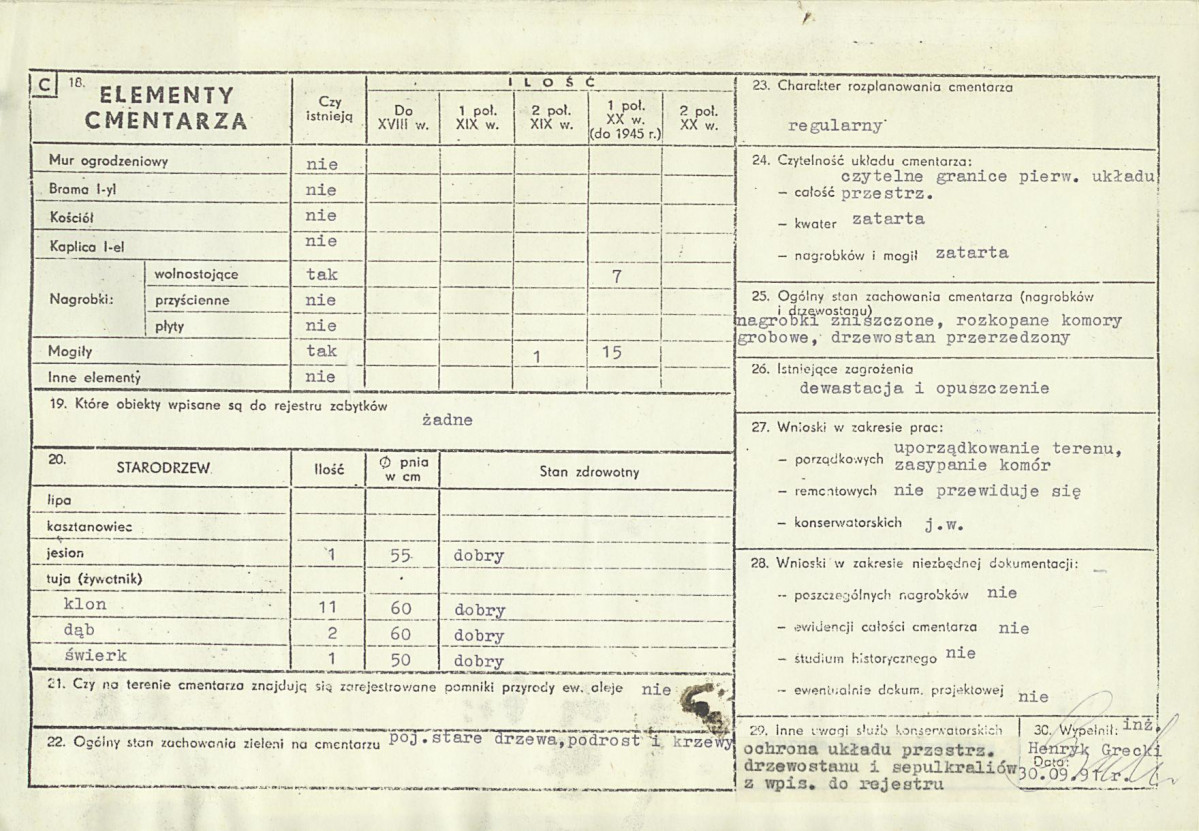 C 18. ELEMENTY CMENTARZA
Czy istnieją
ILOŚĆ
Do XVIII w.
1 poł. XIX w.
2 poł. XIX w.
1 poł. XX w. (do 1945 r.)
2 poł. XX w.
Mur ogrodzeniowy nie
Brama I-yl nie
Kościół nie
Kaplica I-el nie
Nagrobki:
wolnostojące tak 7
przyścienne nie
płyty nie
Mogiły tak 1 15
Inne elementy nie
19. Które obiekty wpisane są do rejestru zabytków
żadne
20. STARODRZEW Ilość Ø pnia w cm Stan zdrowotny
lipa
kasztanowiec
jesion 1 55 dobry
tuja (żywotnik)
klon 11 60 dobry
dąb 2 60 dobry
świerk 1 50 dobry
21. Czy na terenie cmentarza znajdują się zarejestrowane pomniki przyrody ew. aleje nie
22. Ogólny stan zachowania zieleni na cmentarzu poj.stare drzewa,podrost i krzewy
23. Charakter rozplanowania cmentarza
regularny
24. Czytelność układu cmentarza:
czytelne granice pierw. układu
– całość przestrz.
– kwater zatarta
– nagrobków i mogił zatarta
25. Ogólny stan zachowania cmentarza (nagrobków
i drzewostanu)
nagrobki zniszczone, rozkopane komory
grobowe, drzewostan przerzedzony
26. Istniejące zagrożenia
dewastacja i opuszczenie
27. Wnioski w zakresie prac:
uporządkowanie terenu,
– porządkowych zasypanie komór
– remontowych nie przewiduje się
– konserwatorskich j.w.
28. Wnioski w zakresie niezbędnej dokumentacji:
– poszczególnych nagrobków nie
– ewidencji całości cmentarza nie
– studium historycznego nie
– ewentualnie dokum. projektowej nie
29. Inne uwagi służb konserwatorskich
ochrona układu przestrz.
drzewostanu i sepulkraliów
z wpis. do rejestru
30. Wypełnił: inż.
Henryk Grecki
Data:
30.09.91 r.